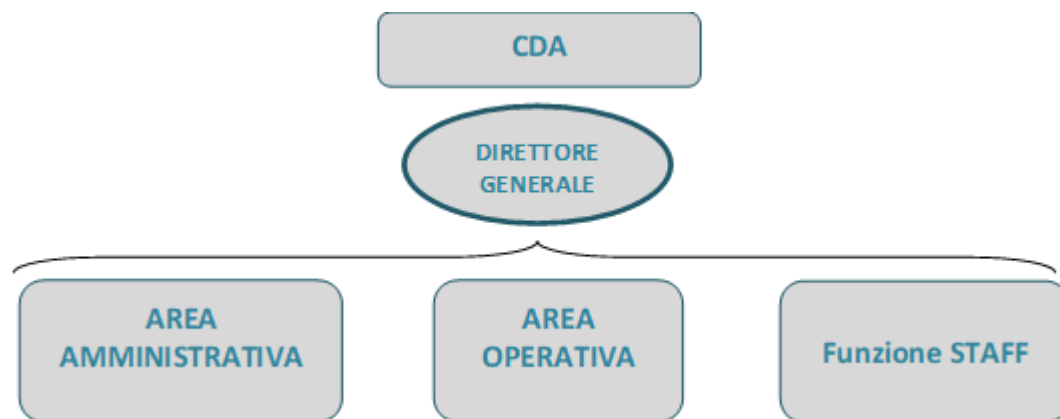 CDA
DIRETTORE
GENERALE
AREA
AMMINISTRATIVA
AREA
OPERATIVA
Funzione STAFF